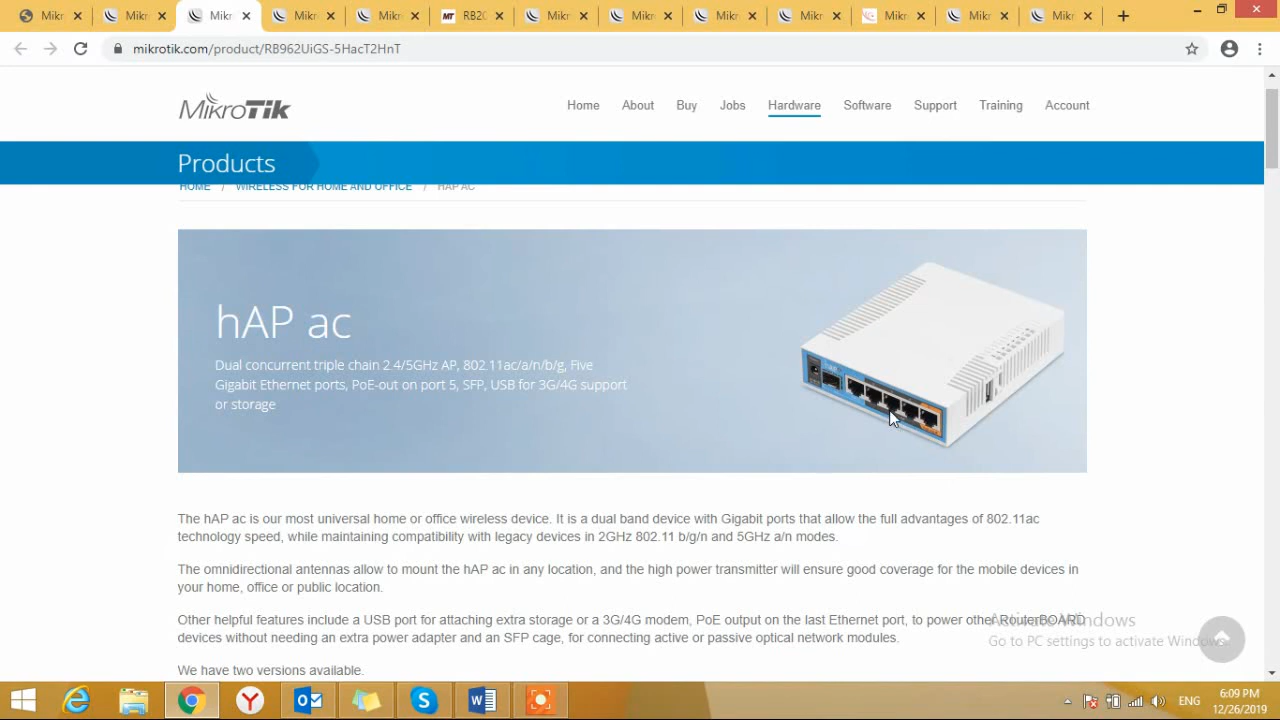 Mikr
Mikr
Mikr
Mikr
Mikr
RB20
Mikr
Mikr
Mikr
Mikr
Mikr
Mikr
Mikr
mikrotik.com/product/RB962UiGS-5HacT2HnT
MikroTik
Home About Buy Jobs Hardware Software Support Training Account
Products
HOME / WIRELESS FOR HOME AND OFFICE / HAP AC
hAP ac
Dual concurrent triple chain 2.4/5GHz AP, 802.11ac/a/n/b/g, Five
Gigabit Ethernet ports, PoE-out on port 5, SFP, USB for 3G/4G support
or storage
The hAP ac is our most universal home or office wireless device. It is a dual band device with Gigabit ports that allow the full advantages of 802.11ac
technology speed, while maintaining compatibility with legacy devices in 2GHz 802.11 b/g/n and 5GHz a/n modes.
The omnidirectional antennas allow to mount the hAP ac in any location, and the high power transmitter will ensure good coverage for the mobile devices in
your home, office or public location.
Other helpful features include a USB port for attaching extra storage or a 3G/4G modem, PoE output on the last Ethernet port, to power other RouterBOARD
devices without needing an extra power adapter and an SFP cage, for connecting active or passive optical network modules.
We have two versions available.
Activate Windows
Go to PC settings to activate Windows.
ENG
6:09 PM
12/26/2019